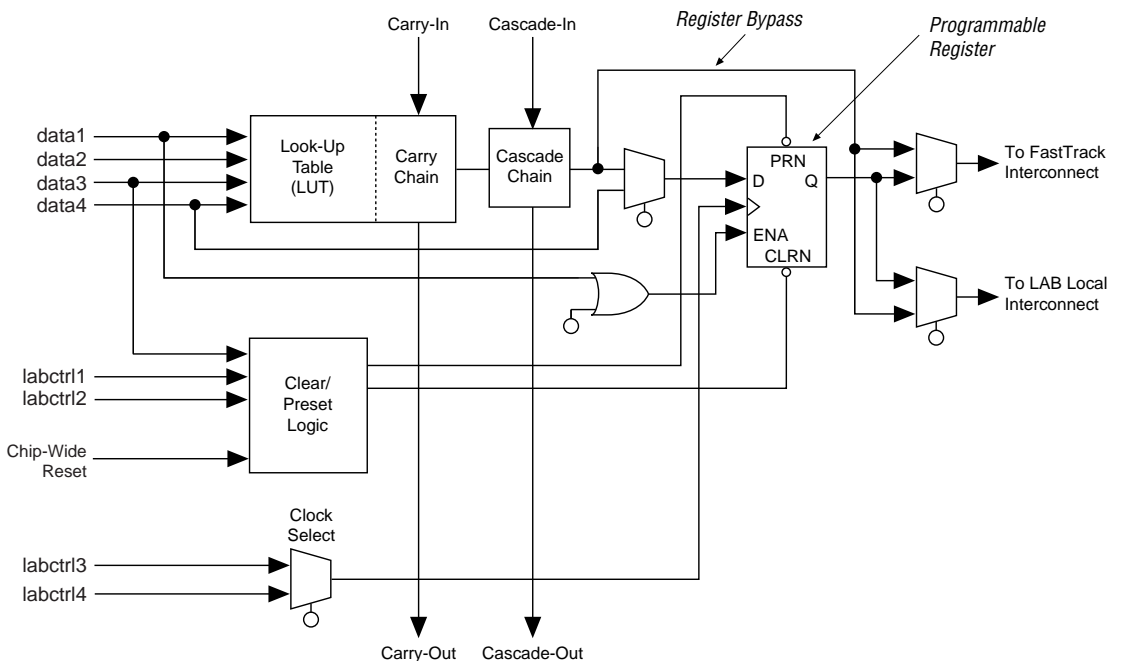 Carry-In
Cascade-In
Register Bypass
Programmable
Register
data1
data2
data3
data4
Look-Up
Table
(LUT)
Carry
Chain
Cascade
Chain
PRN
D
Q
ENA
CLRN
To FastTrack
Interconnect
To LAB Local
Interconnect
labctrl1
labctrl2
Chip-Wide
Reset
Clear/
Preset
Logic
Clock
Select
labctrl3
labctrl4
Carry-Out
Cascade-Out